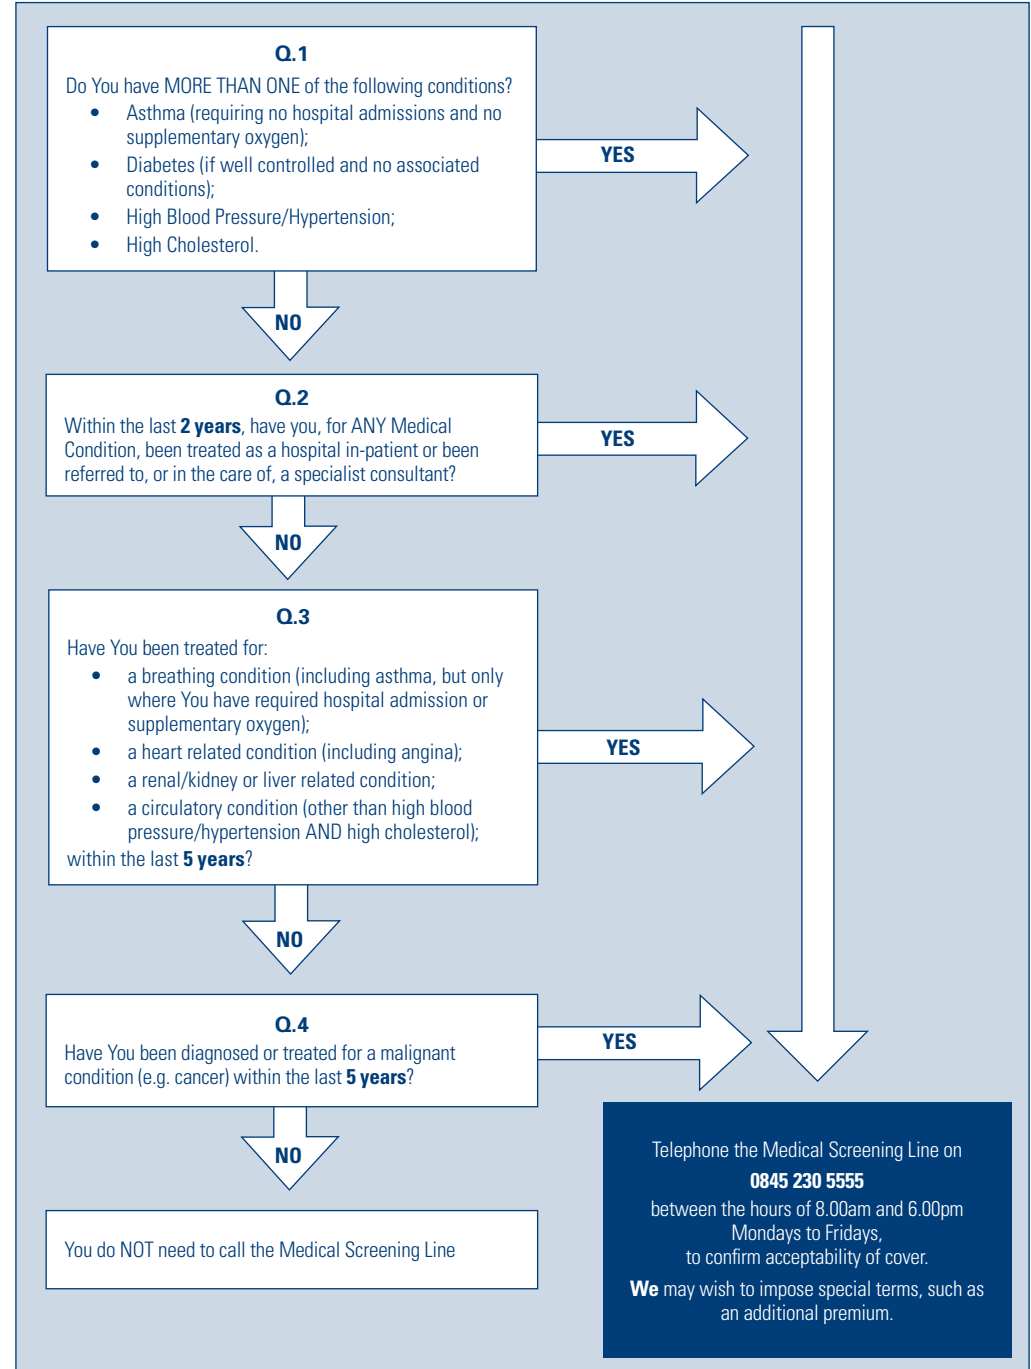 Q.1
Do You have MORE THAN ONE of the following conditions?
• Asthma (requiring no hospital admissions and no
supplementary oxygen);
• Diabetes (if well controlled and no associated
conditions);
• High Blood Pressure/Hypertension;
• High Cholesterol.
YES
NO
Q.2
Within the last 2 years, have you, for ANY Medical
Condition, been treated as a hospital in-patient or been
referred to, or in the care of, a specialist consultant?
YES
NO
Q.3
Have You been treated for:
• a breathing condition (including asthma, but only
where You have required hospital admission or
supplementary oxygen);
• a heart related condition (including angina);
• a renal/kidney or liver related condition;
• a circulatory condition (other than high blood
pressure/hypertension AND high cholesterol);
within the last 5 years?
YES
NO
Q.4
Have You been diagnosed or treated for a malignant
condition (e.g. cancer) within the last 5 years?
YES
NO
You do NOT need to call the Medical Screening Line
Telephone the Medical Screening Line on
0845 230 5555
between the hours of 8.00am and 6.00pm
Mondays to Fridays,
to confirm acceptability of cover.
We may wish to impose special terms, such as
an additional premium.